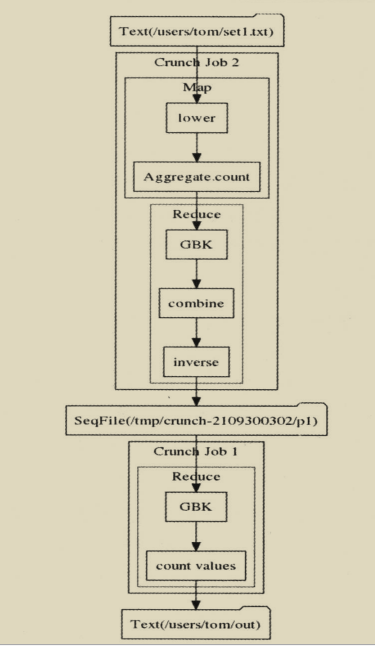 Text(/users/tom/set1.txt)
Crunch Job 2
Map
lower
Aggregate.count
Reduce
GBK
combine
inverse
SeqFile(/tmp/crunch-2109300302/p1)
Crunch Job 1
Reduce
GBK
count values
Text(/users/tom/out)